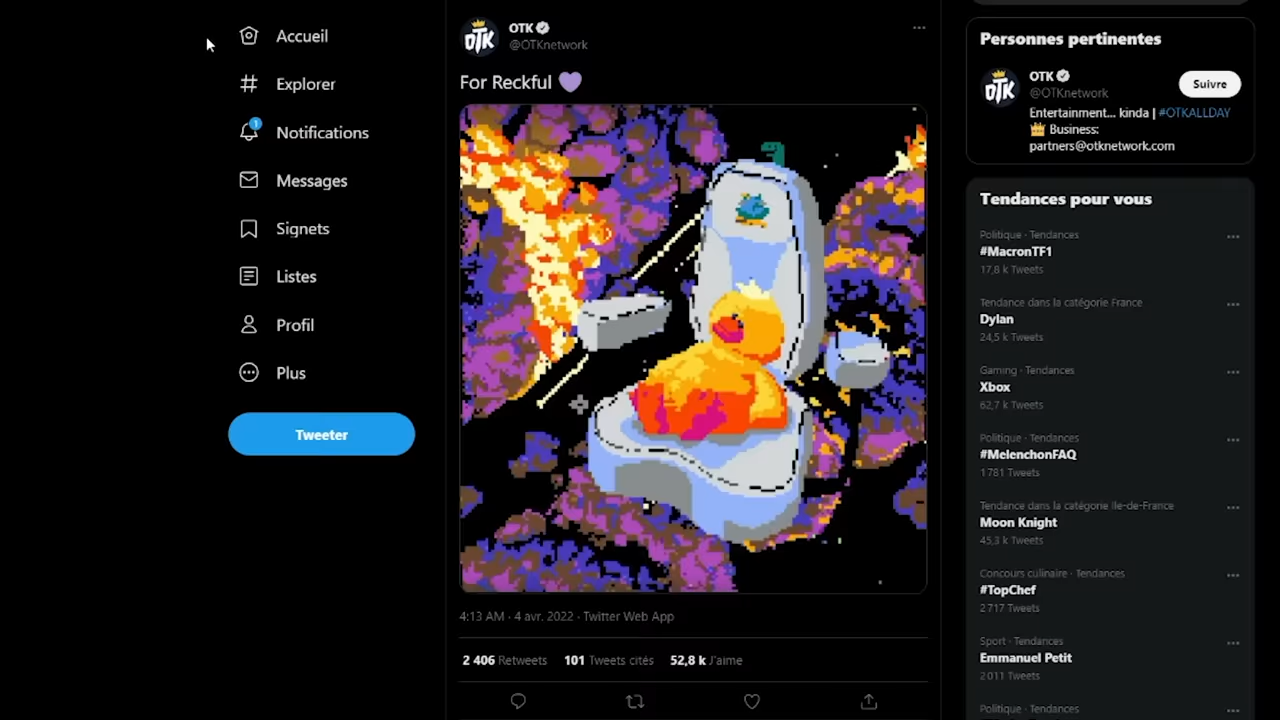 Accueil
Explorer
1
Notifications
Messages
Signets
Listes
Profil
Plus
Tweeter
OTK
OTK
@OTKnetwork
For Reckful 💜
4:13 AM · 4 avr. 2022 · Twitter Web App
2 406 Retweets 101 Tweets cités 52,8 k J'aime
Personnes pertinentes
OTK
OTK
@OTKnetwork
Suivre
Entertainment... kinda | #OTKALLDAY
👑 Business:
partners@otknetwork.com
Tendances pour vous
Politique · Tendances
#MacronTF1
17,8 k Tweets
Tendance dans la catégorie France
Dylan
24,5 k Tweets
Gaming · Tendances
Xbox
62,7 k Tweets
Politique · Tendances
#MelenchonFAQ
1 781 Tweets
Tendance dans la catégorie Ile-de-France
Moon Knight
45,3 k Tweets
Concours culinaire · Tendances
#TopChef
2 717 Tweets
Sport · Tendances
Emmanuel Petit
2 011 Tweets
Politique · Tendances